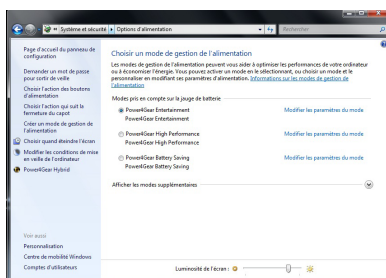 Système et sécurité ▸ Options d'alimentation
Rechercher
Page d'accueil du panneau de
configuration
Demander un mot de passe
pour sortir de veille
Choisir l'action des boutons
d'alimentation
Choisir l'action qui suit la
fermeture du capot
Créer un mode de gestion de
l'alimentation
Choisir quand éteindre l'écran
Modifier les conditions de mise
en veille de l'ordinateur
Power4Gear Hybrid
Voir aussi
Personnalisation
Centre de mobilité Windows
Comptes d'utilisateurs
Choisir un mode de gestion de l'alimentation
Les modes de gestion de l'alimentation peuvent vous aider à optimiser les performances de votre ordinateur
ou à économiser l'énergie. Vous pouvez activer un mode en le sélectionnant, ou choisir un mode et le
personnaliser en modifiant ses paramètres d'alimentation. Informations sur les modes de gestion de
l'alimentation
Modes pris en compte sur la jauge de batterie
Power4Gear Entertainment Modifier les paramètres du mode
Power4Gear Entertainment
Power4Gear High Performance Modifier les paramètres du mode
Power4Gear High Performance
Power4Gear Battery Saving Modifier les paramètres du mode
Power4Gear Battery Saving
Afficher les modes supplémentaires
Luminosité de l'écran :